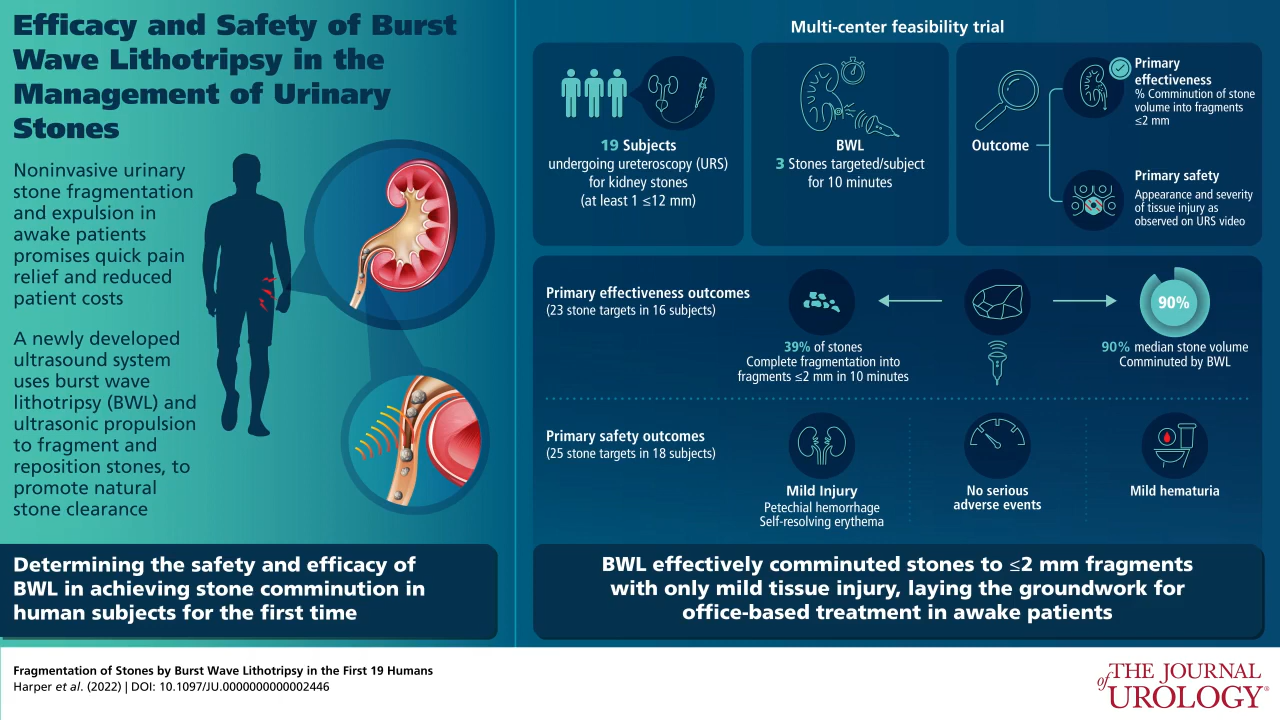 Efficacy and Safety of Burst
Wave Lithotripsy in the
Management of Urinary
Stones
Noninvasive urinary
stone fragmentation
and expulsion in
awake patients
promises quick pain
relief and reduced
patient costs
A newly developed
ultrasound system
uses burst wave
lithotripsy (BWL) and
ultrasonic propulsion
to fragment and
reposition stones, to
promote natural
stone clearance
Determining the safety and efficacy of
BWL in achieving stone comminution in
human subjects for the first time
Multi-center feasibility trial
19 Subjects
undergoing ureteroscopy (URS)
for kidney stones
(at least 1 ≤12 mm)
BWL
3 Stones targeted/subject
for 10 minutes
Outcome
Primary
effectiveness
% Comminution of stone
volume into fragments
≤2 mm
Primary safety
Appearance and severity
of tissue injury as
observed on URS video
Primary effectiveness outcomes
(23 stone targets in 16 subjects)
39% of stones
Complete fragmentation into
fragments ≤2 mm in 10 minutes
90%
90% median stone volume
Comminuted by BWL
Primary safety outcomes
(25 stone targets in 18 subjects)
Mild Injury
Petechial hemorrhage
Self-resolving erythema
No serious
adverse events
Mild hematuria
BWL effectively comminuted stones to ≤2 mm fragments
with only mild tissue injury, laying the groundwork for
office-based treatment in awake patients
Fragmentation of Stones by Burst Wave Lithotripsy in the First 19 Humans
Harper et al. (2022) | DOI: 10.1097/JU.0000000000002446
THE JOURNAL
of UROLOGY®